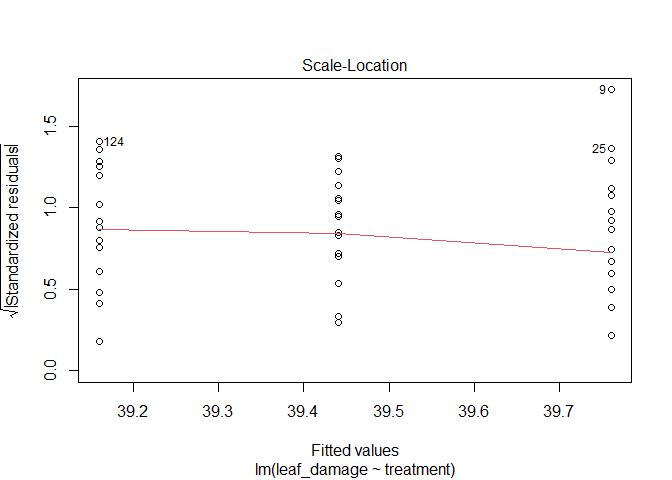 Scale-Location
√|Standardized residuals|
0.0
0.5
1.0
1.5
124
9
25
39.2 39.3 39.4 39.5 39.6 39.7
Fitted values
lm(leaf_damage ~ treatment)